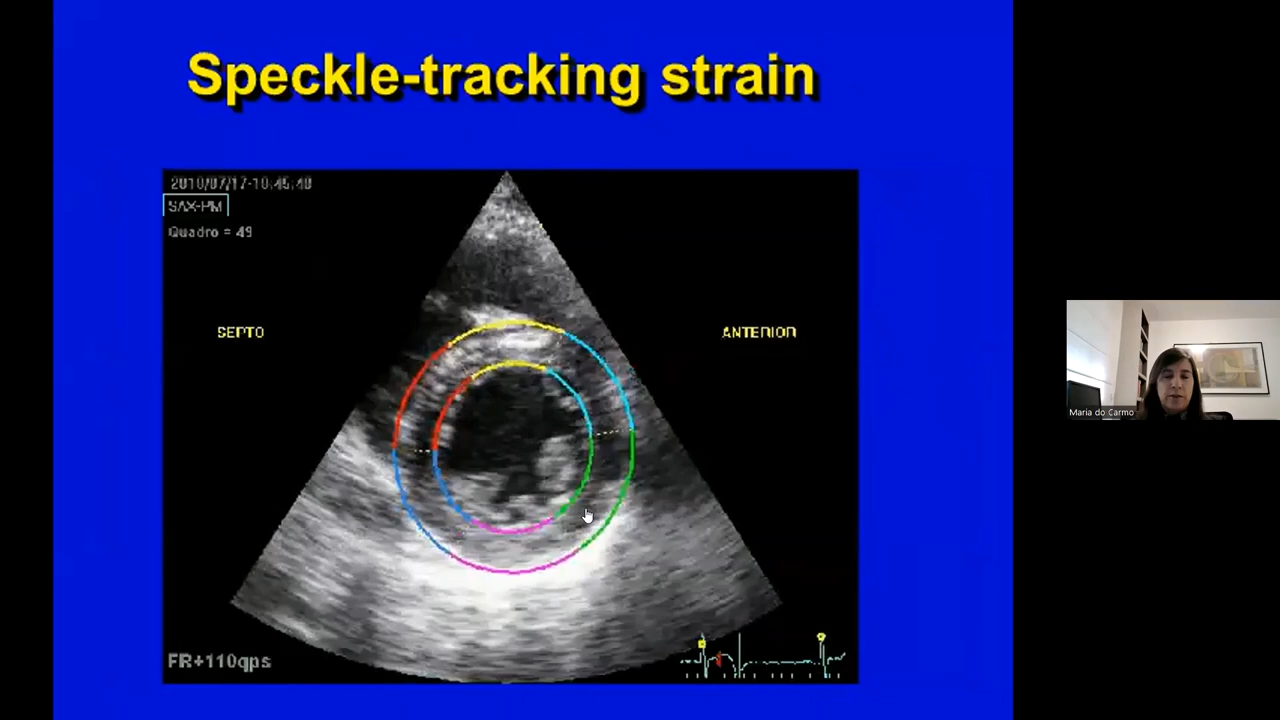 Speckle-tracking strain
2010/07/17-10:45:40
SAX-PM
Quadro = 49
SEPTO
ANTERIOR
Maria do Carmo
FR+110qps